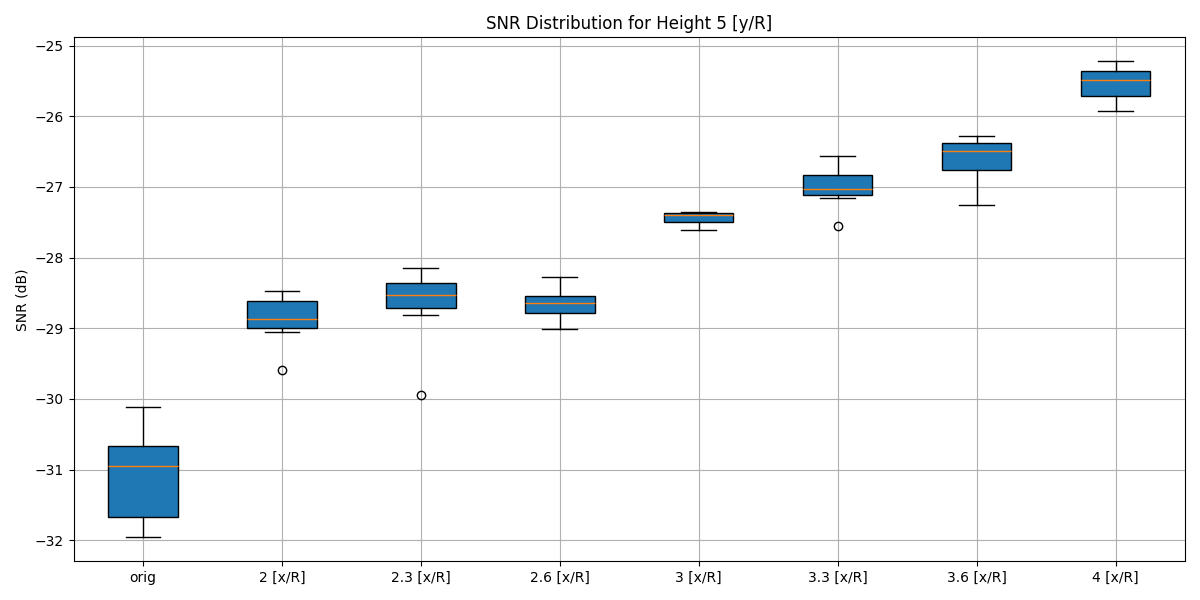 SNR Distribution for Height 5 [y/R]
SNR (dB)
−25
−26
−27
−28
−29
−30
−31
−32
orig
2 [x/R]
2.3 [x/R]
2.6 [x/R]
3 [x/R]
3.3 [x/R]
3.6 [x/R]
4 [x/R]